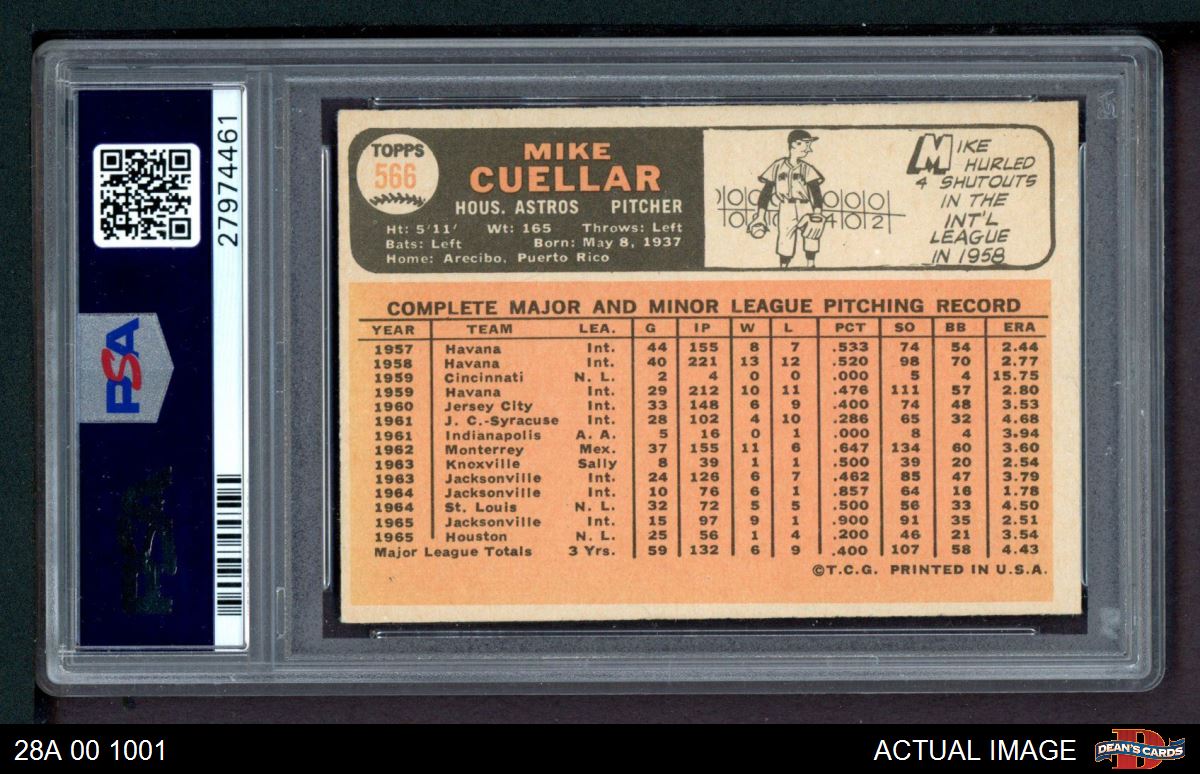 27974461
PSA
TOPPS
566
MIKE
CUELLAR
HOUS. ASTROS PITCHER
Ht: 5'11' Wt: 165 Throws: Left
Bats: Left Born: May 8, 1937
Home: Arecibo, Puerto Rico
MIKE
HURLED
4 SHUTOUTS
IN THE
INT'L
LEAGUE
IN 1958
COMPLETE MAJOR AND MINOR LEAGUE PITCHING RECORD
YEAR TEAM LEA. G IP W L PCT SO BB ERA
1957 Havana Int. 44 155 8 7 .533 74 54 2.44
1958 Havana Int. 40 221 13 12 .520 98 70 2.77
1959 Cincinnati N. L. 2 4 0 0 .000 5 4 15.75
1959 Havana Int. 29 212 10 11 .476 111 57 2.80
1960 Jersey City Int. 33 148 6 9 .400 74 48 3.53
1961 J. C.-Syracuse Int. 28 102 4 10 .286 65 32 4.68
1961 Indianapolis A. A. 5 16 0 1 .000 8 4 3.94
1962 Monterrey Mex. 37 155 11 6 .647 134 60 3.60
1963 Knoxville Sally 8 39 1 1 .500 39 20 2.54
1963 Jacksonville Int. 24 126 6 7 .462 85 47 3.79
1964 Jacksonville Int. 10 76 6 1 .857 64 16 1.78
1964 St. Louis N. L. 32 72 5 5 .500 56 33 4.50
1965 Jacksonville Int. 15 97 9 1 .900 91 35 2.51
1965 Houston N. L. 25 56 1 4 .200 46 21 3.54
Major League Totals 3 Yrs. 59 132 6 9 .400 107 58 4.43
©T.C.G. PRINTED IN U.S.A.
28A 00 1001
ACTUAL IMAGE
DEAN'S CARDS